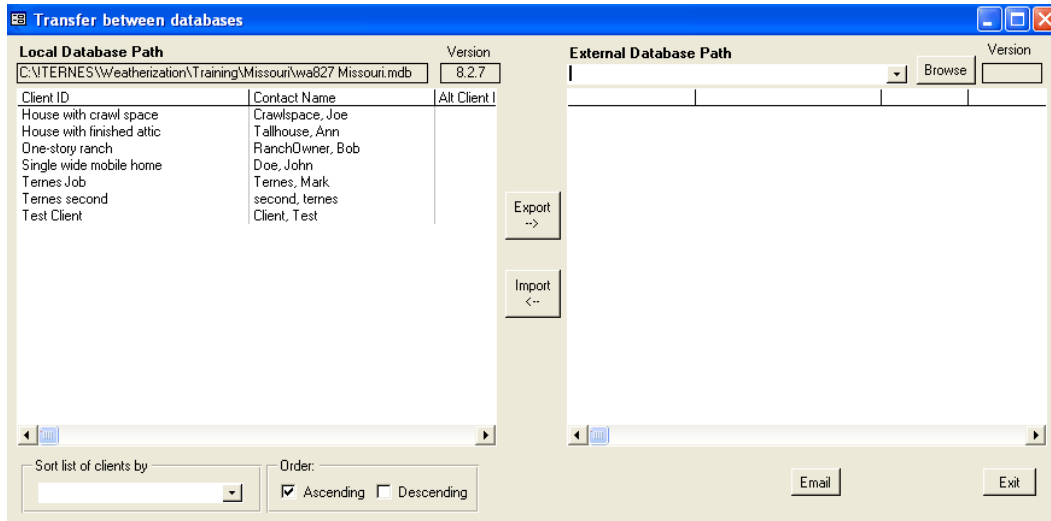 Transfer between databases
Local Database Path
Version
C:\!TERNES\Weatherization\Training\Missouri\wa827 Missouri.mdb
8.2.7
Client ID Contact Name Alt Client I
House with crawl space Crawlspace, Joe
House with finished attic Tallhouse, Ann
One-story ranch RanchOwner, Bob
Single wide mobile home Doe, John
Ternes Job Ternes, Mark
Ternes second second, ternes
Test Client Client, Test
Export
-->
Import
<--
External Database Path
Version
Browse
Sort list of clients by
Order:
Ascending Descending
Email
Exit